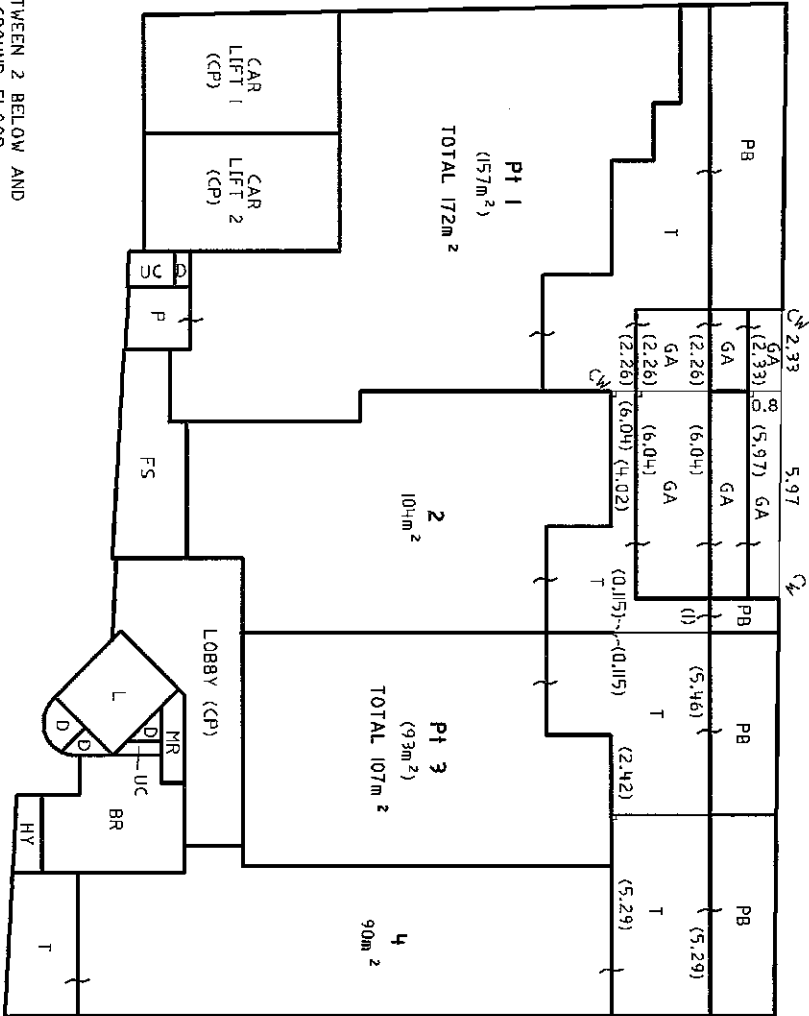 CW 2.33 5.97 CW
GA GA
(2.33) 0.8 (5.97)
PB GA GA PB PB PB
(2.26) (6.04) (1) (5.46) (5.29)
T GA GA T T
(2.26) (6.04)
(2.26) (6.04) (4.02) (0.115) (0.115) (2.42) (5.29)
CW T
Pt 1
(157m²)
TOTAL 172m²
2
104m²
Pt 3
(93m²)
TOTAL 107m²
4
90m²
CAR
LIFT 1
(CP)
CAR
LIFT 2
(CP)
LOBBY (CP)
D
UC
P
FS
MR
D
UC
L
D
D
BR
HY
T
TWEEN 2 BELOW AND